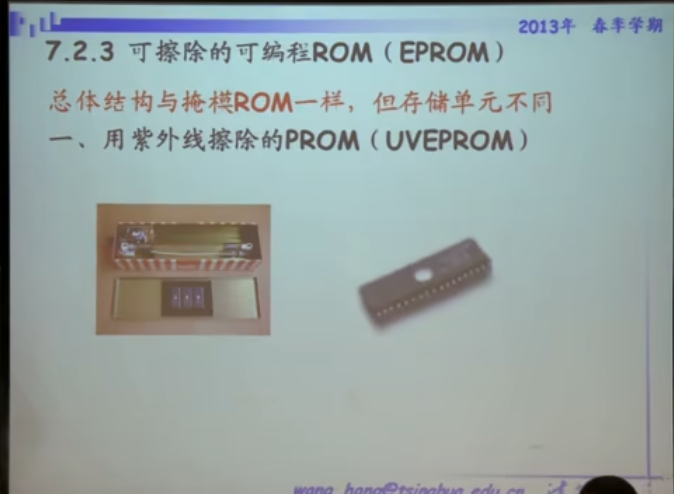 2013年 春季学期
7.2.3 可擦除的可编程ROM（EPROM）
总体结构与掩模ROM一样，但存储单元不同
一、用紫外线擦除的PROM（UVEPROM）
wang_hong@tsinghua.edu.cn